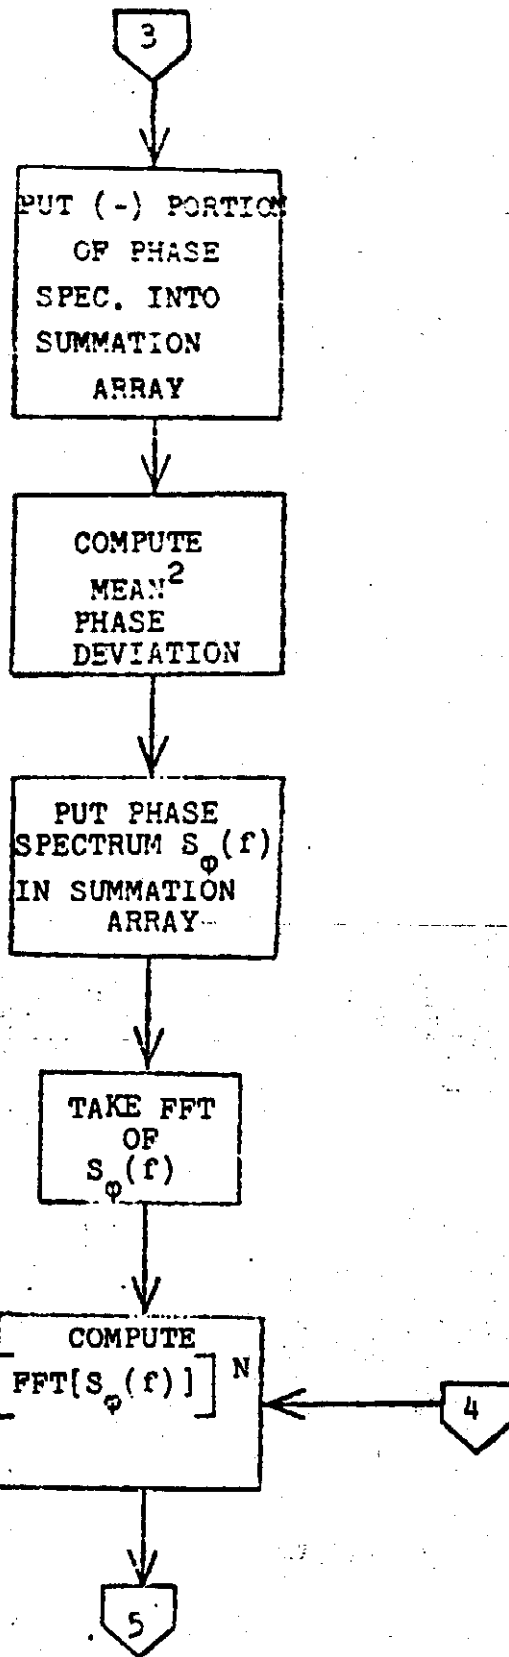 3
PUT (-) PORTION
OF PHASE
SPEC. INTO
SUMMATION
ARRAY
COMPUTE
MEAN²
PHASE
DEVIATION
PUT PHASE
SPECTRUM S_φ(f)
IN SUMMATION
ARRAY
TAKE FFT
OF
S_φ(f)
COMPUTE
[FFT[S_φ(f)]]^N
4
5